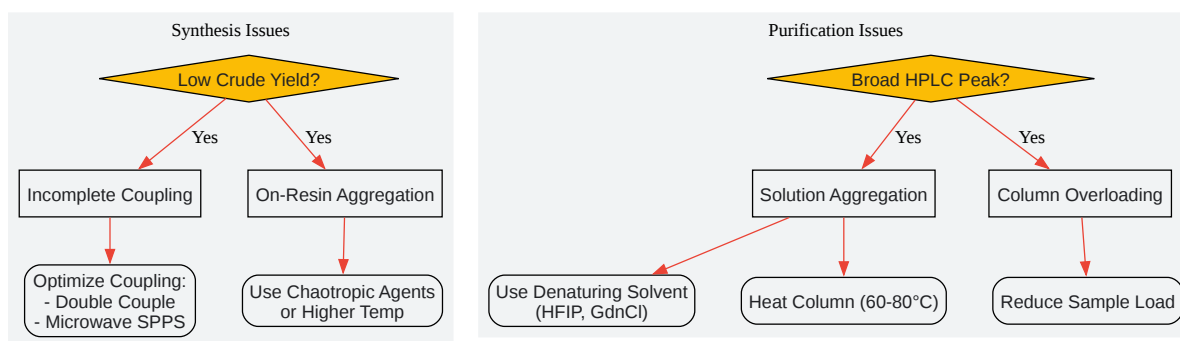 Synthesis Issues
Low Crude Yield?
Yes
Yes
Incomplete Coupling
On-Resin Aggregation
Optimize Coupling:
- Double Couple
- Microwave SPPS
Use Chaotropic Agents
or Higher Temp
Purification Issues
Broad HPLC Peak?
Yes
Yes
Solution Aggregation
Column Overloading
Use Denaturing Solvent
(HFIP, GdnCl)
Heat Column (60-80°C)
Reduce Sample Load